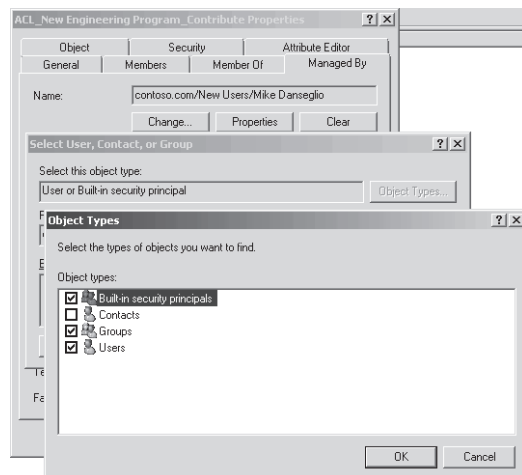 ACL_New Engineering Program_Contribute Properties
Object Security Attribute Editor
General Members Member Of Managed By
Name: contoso.com/New Users/Mike Danseglio
Change... Properties Clear
Select User, Contact, or Group
Select this object type:
User or Built-in security principal Object Types...
F
E
Te
Fa
Object Types
Select the types of objects you want to find.
Object types:
Built-in security principals
Contacts
Groups
Users
OK Cancel